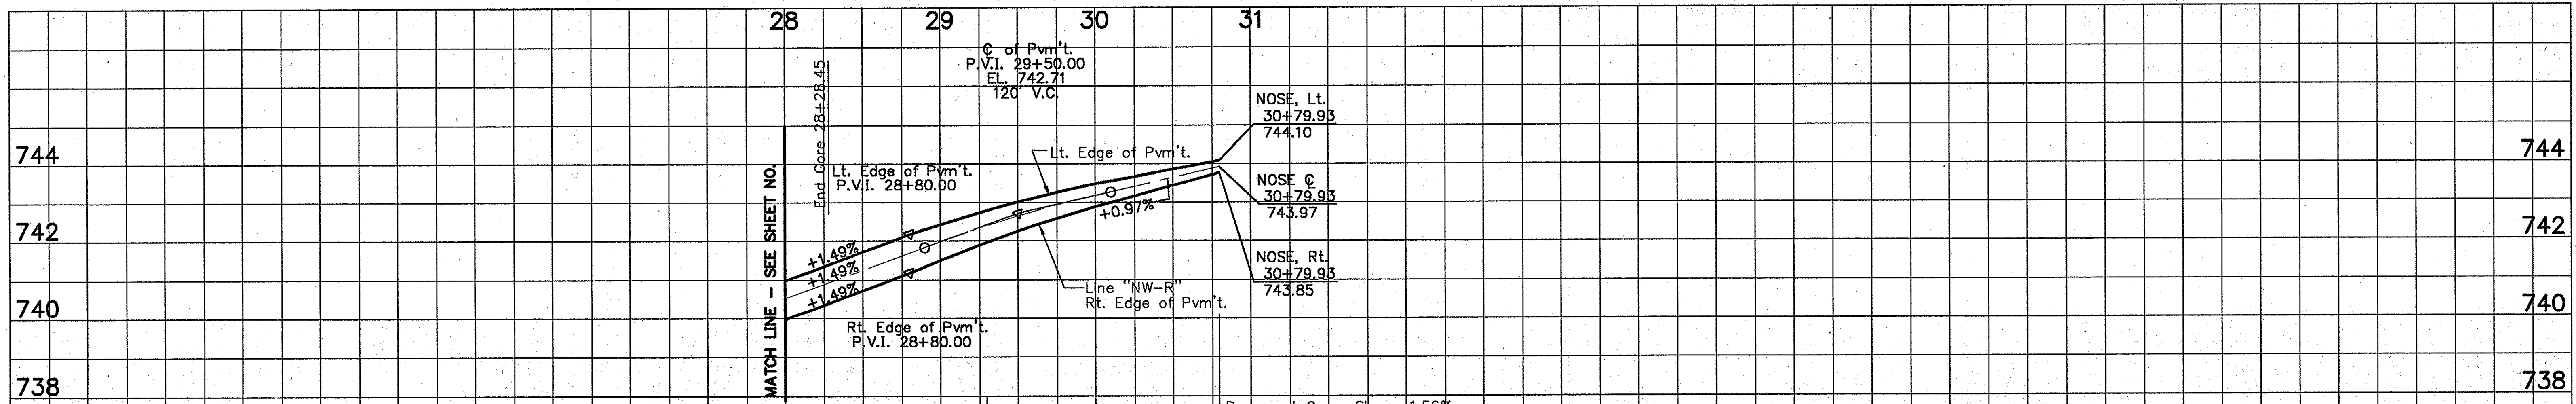 28 29 30 31
℄ of Pvm't.
P.V.I. 29+50.00
EL. 742.71
120' V.C.
End Gore 28+28.45
NOSE, Lt.
30+79.93
744.10
744
Lt. Edge of Pvm't.
744
Lt. Edge of Pvm't.
P.V.I. 28+80.00
NOSE ℄
30+79.93
743.97
+0.97%
742
742
+1.49%
+1.49%
+1.49%
NOSE, Rt.
30+79.93
743.85
Line "NW-R"
Rt. Edge of Pvm't.
740
740
Rt. Edge of Pvm't.
P.V.I. 28+80.00
MATCH LINE - SEE SHEET NO.
738
738